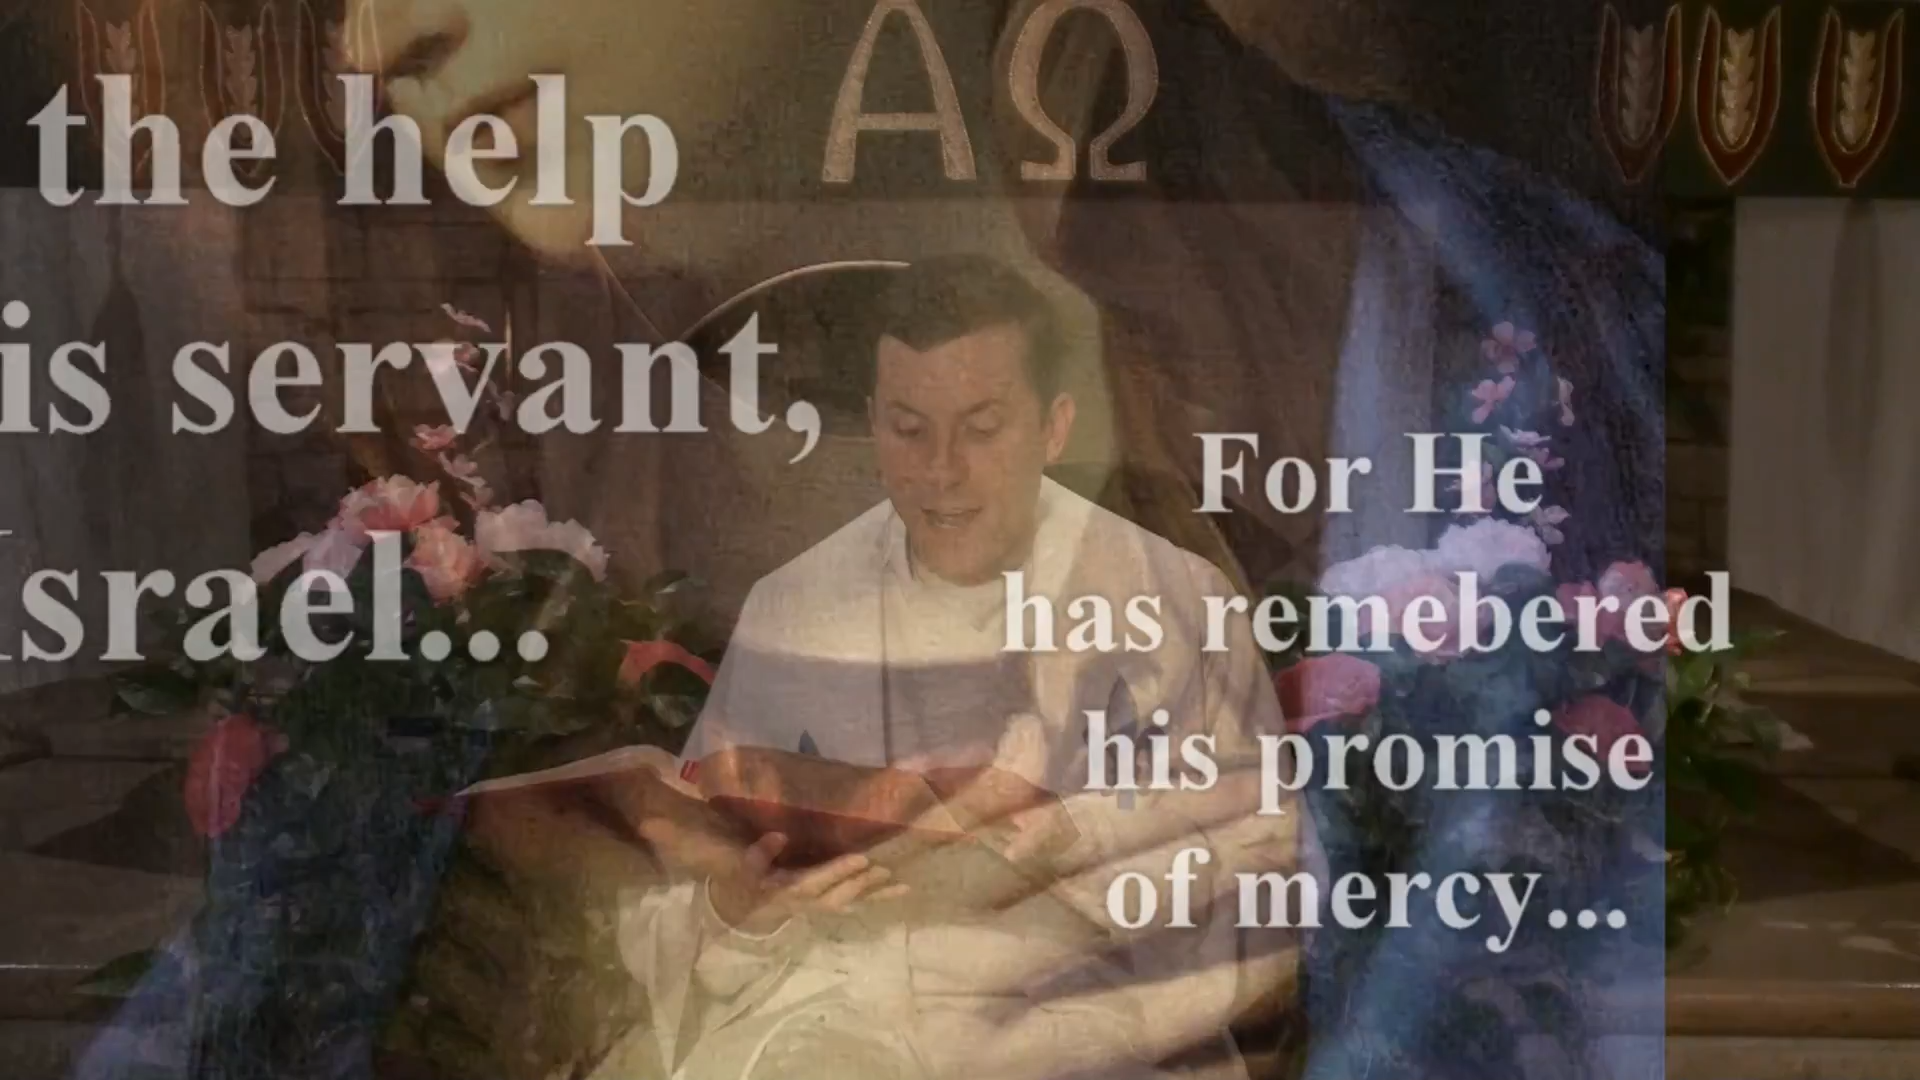 ΑΩ
the help
is servant,
srael...
For He
has remebered
his promise
of mercy...